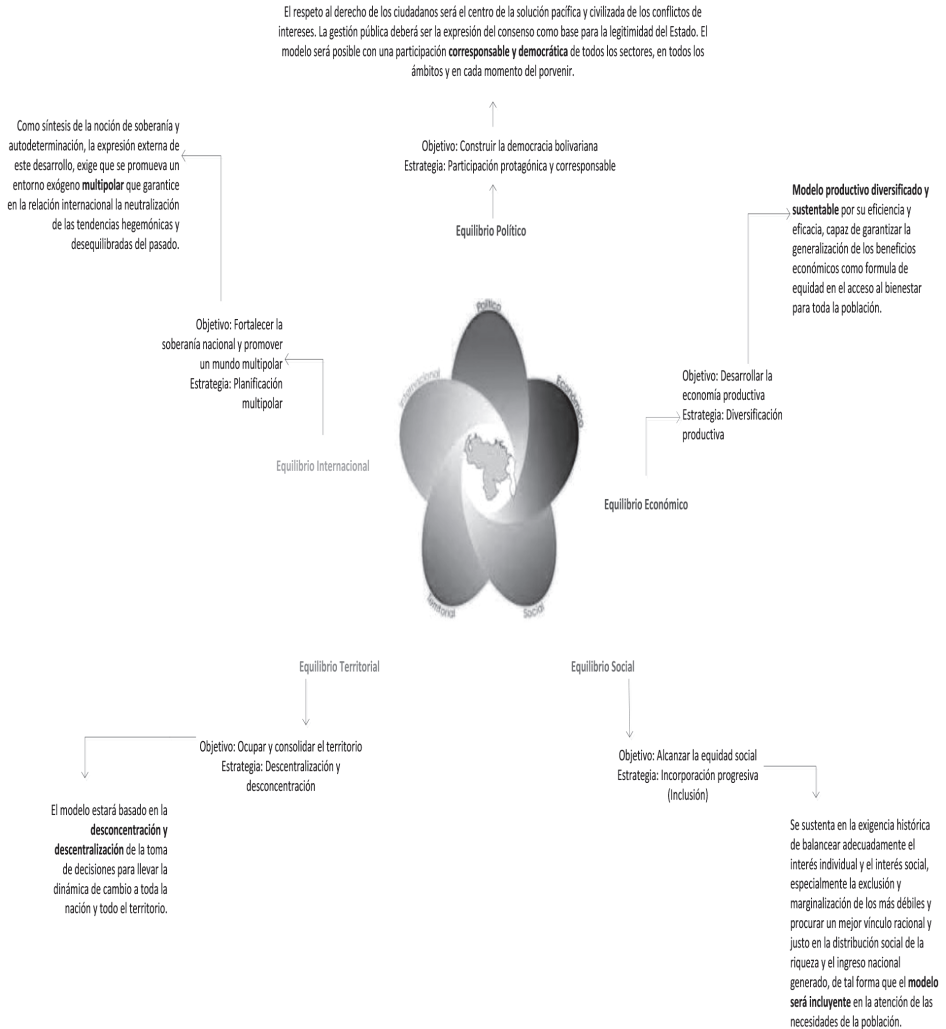 El respeto al derecho de los ciudadanos será el centro de la solución pacífica y civilizada de los conflictos de
intereses. La gestión pública deberá ser la expresión del consenso como base para la legitimidad del Estado. El
modelo será posible con una participación corresponsable y democrática de todos los sectores, en todos los
ámbitos y en cada momento del porvenir.
Objetivo: Construir la democracia bolivariana
Estrategia: Participación protagónica y corresponsable
Equilibrio Político
Como síntesis de la noción de soberanía y
autodeterminación, la expresión externa de
este desarrollo, exige que se promueva un
entorno exógeno multipolar que garantice
en la relación internacional la neutralización
de las tendencias hegemónicas y
desequilibradas del pasado.
Objetivo: Fortalecer la
soberanía nacional y promover
un mundo multipolar
Estrategia: Planificación
multipolar
Equilibrio Internacional
Modelo productivo diversificado y
sustentable por su eficiencia y
eficacia, capaz de garantizar la
generalización de los beneficios
económicos como formula de
equidad en el acceso al bienestar
para toda la población.
Objetivo: Desarrollar la
economía productiva
Estrategia: Diversificación
productiva
Equilibrio Económico
Político
Internacional
Económico
Territorial
Social
Equilibrio Territorial
Objetivo: Ocupar y consolidar el territorio
Estrategia: Descentralización y
desconcentración
El modelo estará basado en la
desconcentración y
descentralización de la toma
de decisiones para llevar la
dinámica de cambio a toda la
nación y todo el territorio.
Equilibrio Social
Objetivo: Alcanzar la equidad social
Estrategia: Incorporación progresiva
(Inclusión)
Se sustenta en la exigencia histórica
de balancear adecuadamente el
interés individual y el interés social,
especialmente la exclusión y
marginalización de los más débiles y
procurar un mejor vínculo racional y
justo en la distribución social de la
riqueza y el ingreso nacional
generado, de tal forma que el modelo
será incluyente en la atención de las
necesidades de la población.